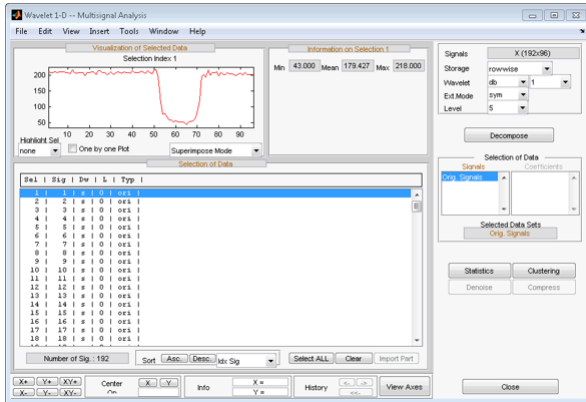 Wavelet 1-D -- Multisignal Analysis
File Edit View Insert Tools Window Help
Visualization of Selected Data
Selection Index 1
200
150
100
50
10 20 30 40 50 60 70 80 90
Highlight Sel.
none
One by one Plot
Superimpose Mode
Information on Selection 1
Min 43.000 Mean 179.427 Max 218.000
Selection of Data
Sel | Sig | Dw | L | Typ |
1 | 1 | s | 0 | ori |
2 | 2 | s | 0 | ori |
3 | 3 | s | 0 | ori |
4 | 4 | s | 0 | ori |
5 | 5 | s | 0 | ori |
6 | 6 | s | 0 | ori |
7 | 7 | s | 0 | ori |
8 | 8 | s | 0 | ori |
9 | 9 | s | 0 | ori |
10 | 10 | s | 0 | ori |
11 | 11 | s | 0 | ori |
12 | 12 | s | 0 | ori |
13 | 13 | s | 0 | ori |
14 | 14 | s | 0 | ori |
15 | 15 | s | 0 | ori |
16 | 16 | s | 0 | ori |
17 | 17 | s | 0 | ori |
18 | 18 | s | 0 | ori |
Number of Sig. : 192
Sort Asc. Desc. Idx Sig
Select ALL Clear Import Part
X+ Y+ XY+
X- Y- XY-
Center On X Y
Info X = Y =
History <- -> <<-
View Axes
Signals X (192x96)
Storage rowwise
Wavelet db 1
Ext.Mode sym
Level 5
Decompose
Selection of Data
Signals Coefficients
Orig. Signals
Selected Data Sets
Orig. Signals
Statistics Clustering
Denoise Compress
Close